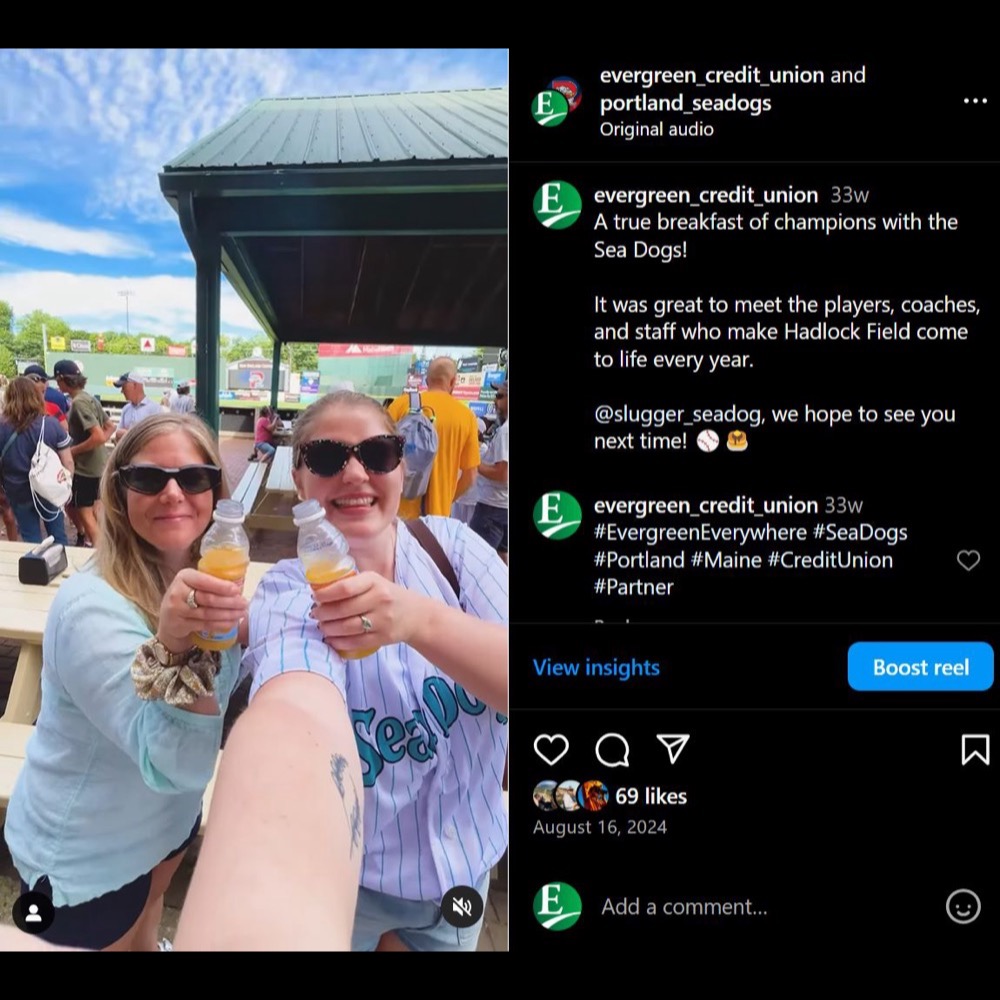 evergreen_credit_union and
portland_seadogs
Original audio
evergreen_credit_union 33w
A true breakfast of champions with the
Sea Dogs!
It was great to meet the players, coaches,
and staff who make Hadlock Field come
to life every year.
@slugger_seadog, we hope to see you
next time! ⚾🦁
evergreen_credit_union 33w
#EvergreenEverywhere #SeaDogs
#Portland #Maine #CreditUnion
#Partner
View insights
Boost reel
69 likes
August 16, 2024
E
Add a comment...
Sea Do